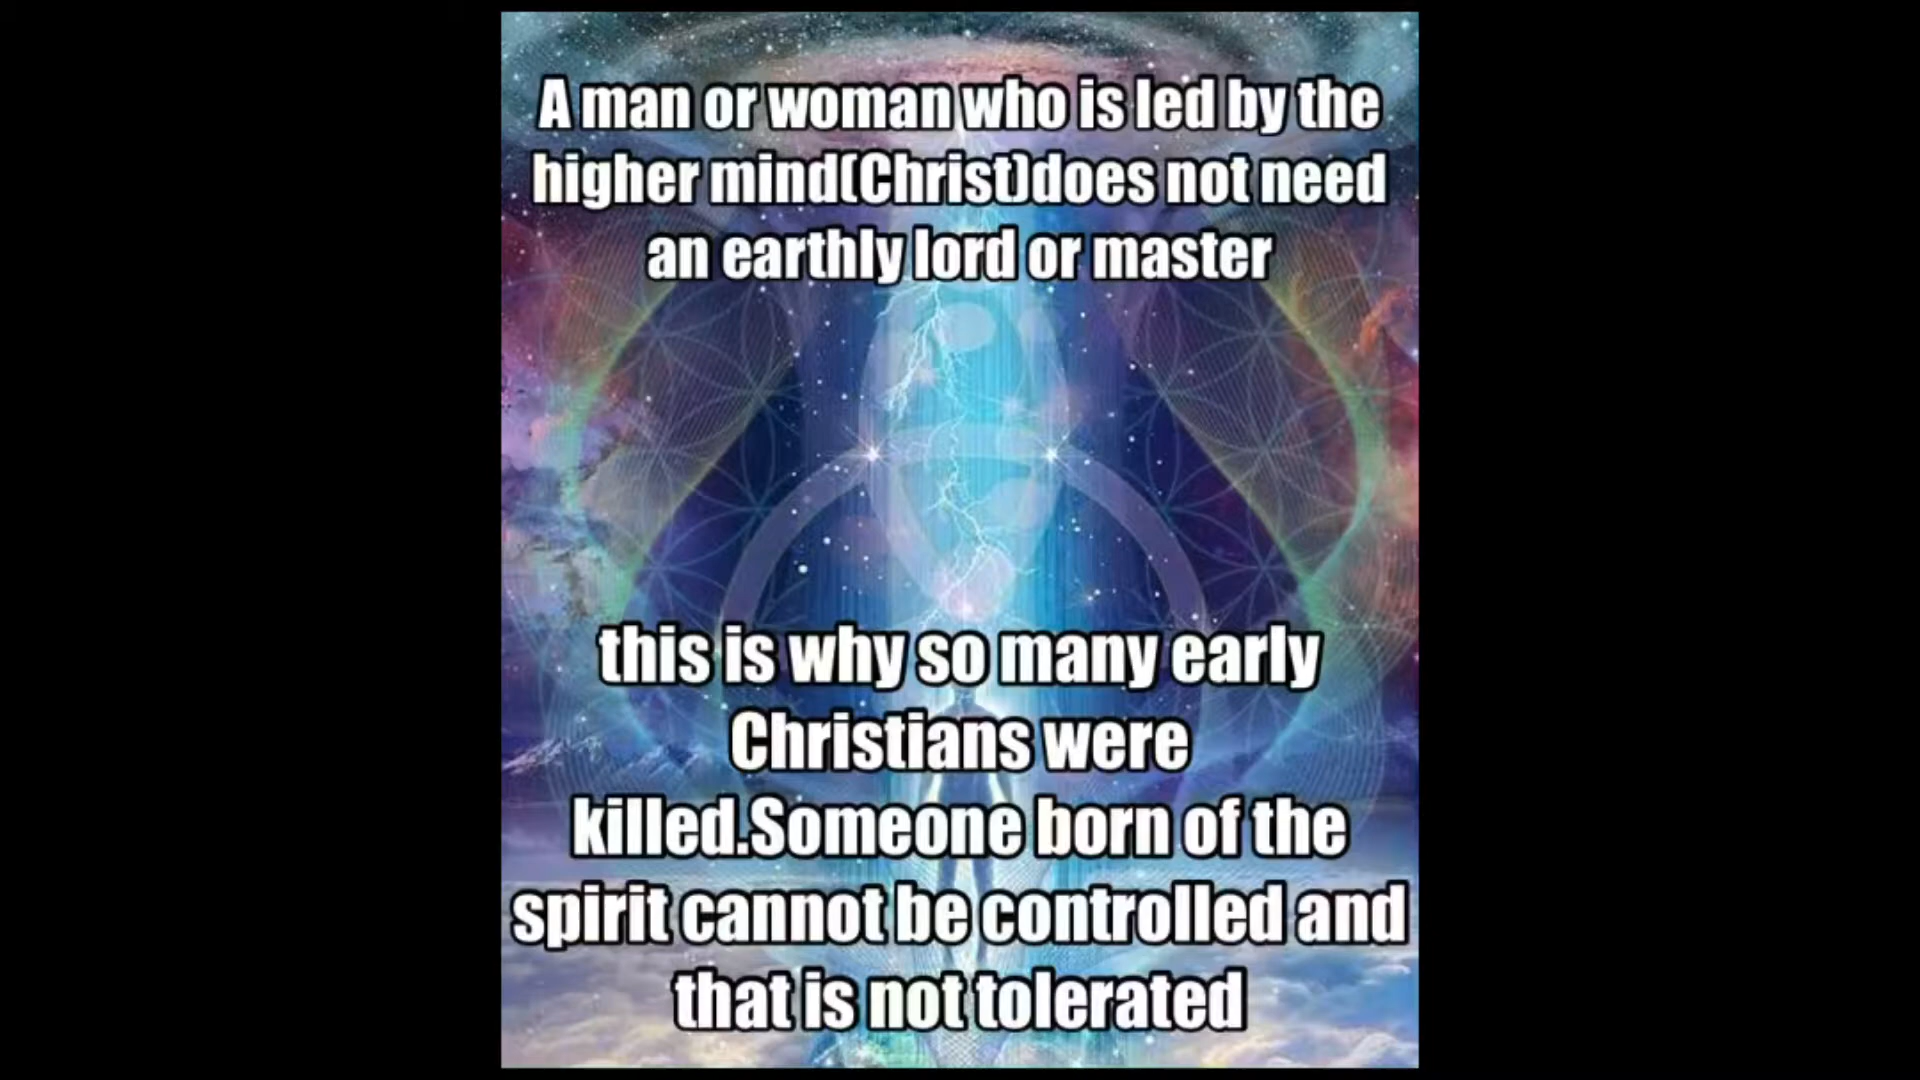 A man or woman who is led by the
higher mind(Christ)does not need
an earthly lord or master
this is why so many early
Christians were
killed.Someone born of the
spirit cannot be controlled and
that is not tolerated